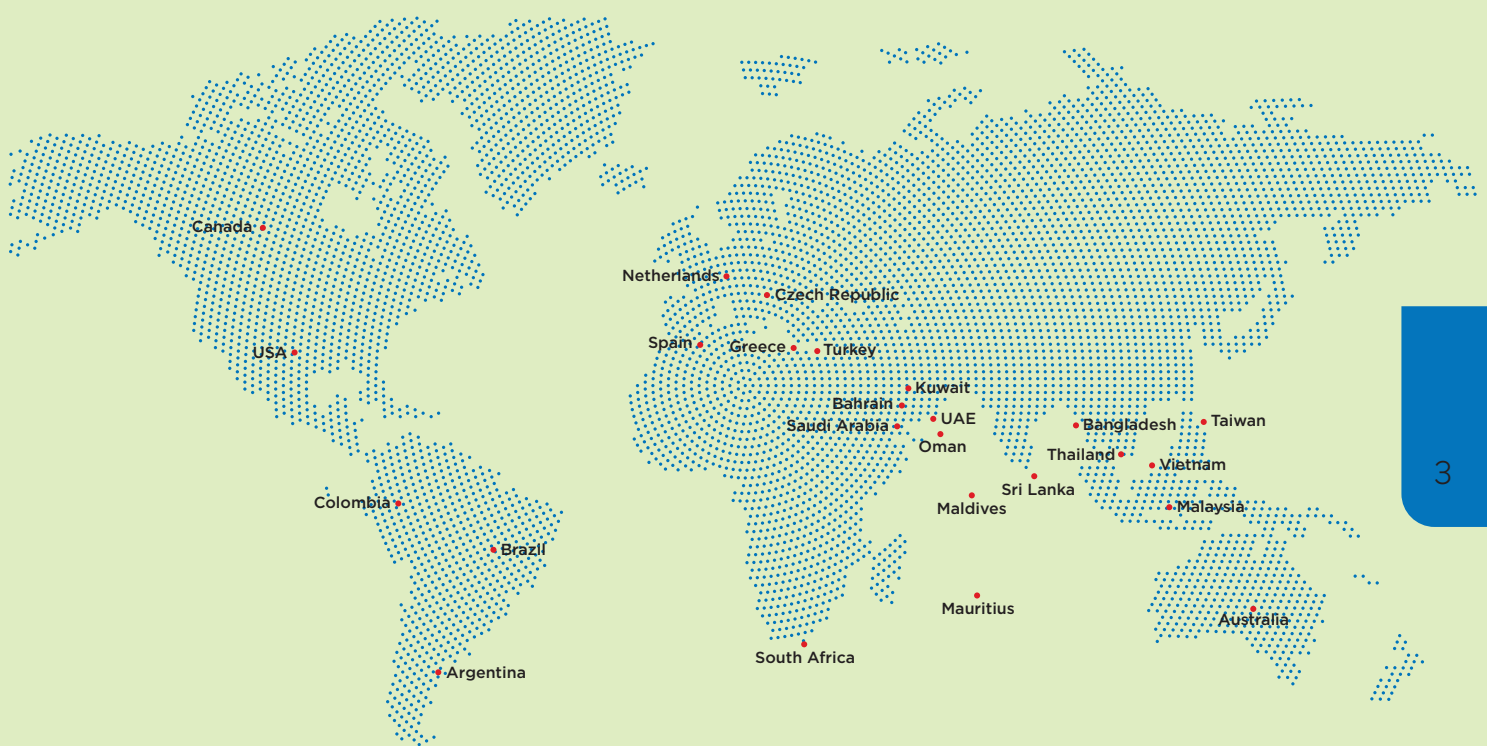 Canada
Netherlands
Czech Republic
Spain
Greece
Turkey
USA
Kuwait
Bahrain
UAE
Saudi Arabia
Oman
Bangladesh
Taiwan
Thailand
Vietnam
3
Sri Lanka
Colombia
Maldives
Malaysia
Brazil
Mauritius
Australia
South Africa
Argentina